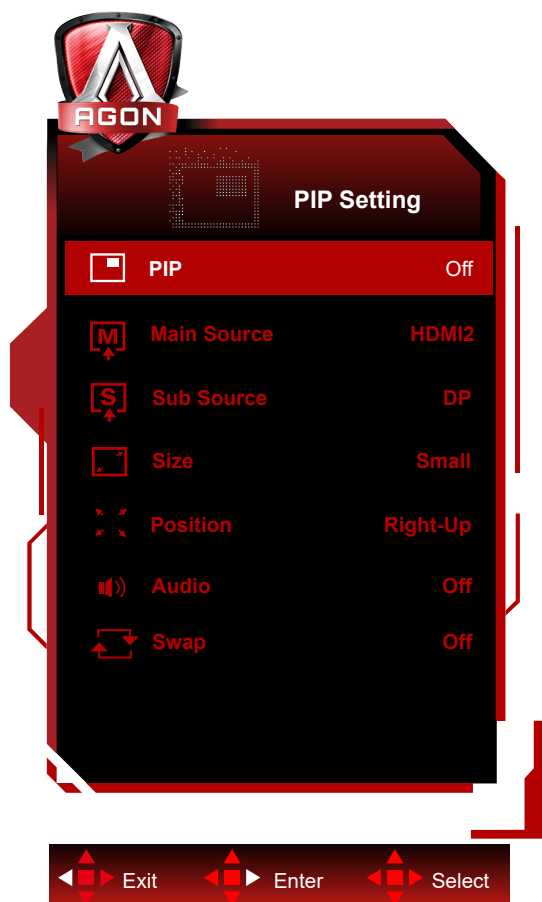 AGON
PIP Setting
PIP Off
M Main Source HDMI2
S Sub Source DP
Size Small
Position Right-Up
Audio Off
Swap Off
Exit Enter Select